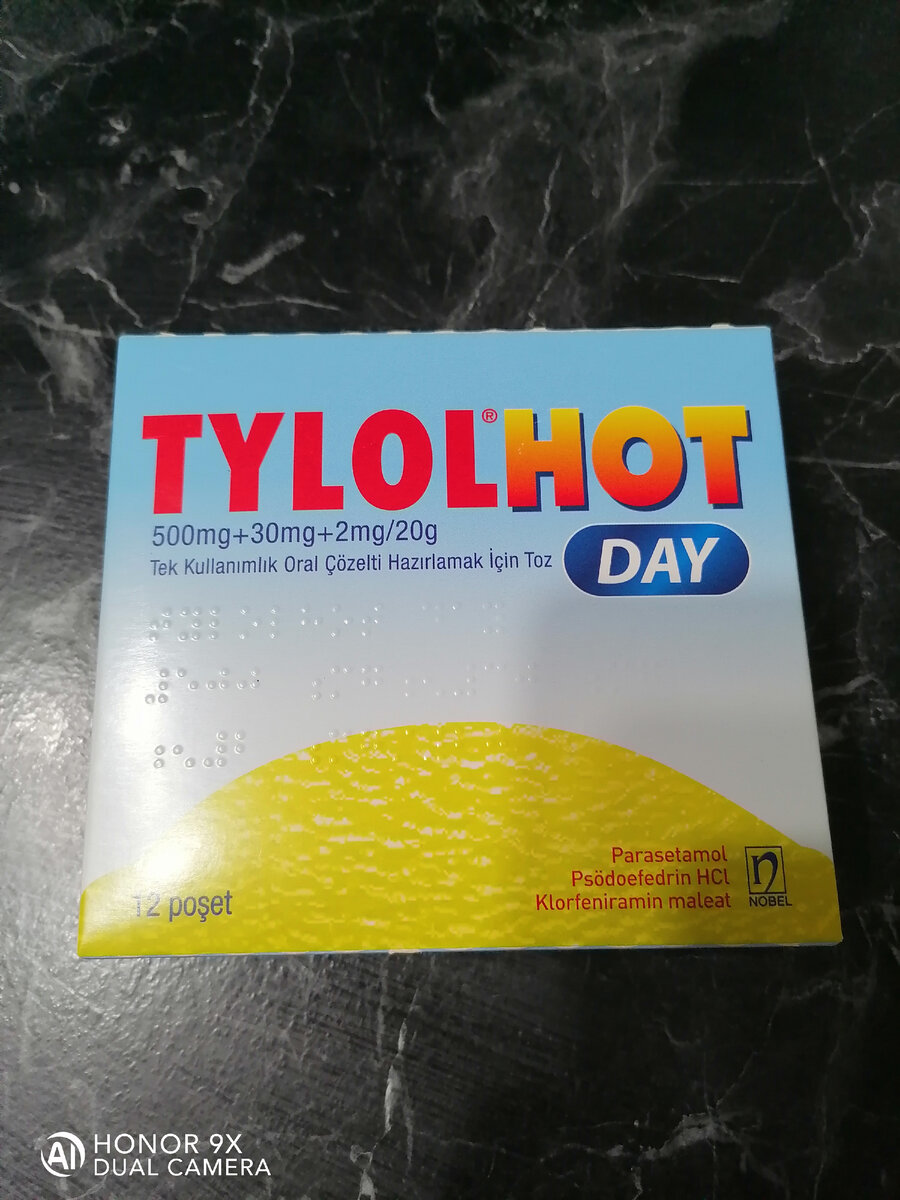 TYLOL®HOT
500mg+30mg+2mg/20g
Tek Kullanımlık Oral Çözelti Hazırlamak İçin Toz
DAY
Parasetamol
Psödoefedrin HCl
Klorfeniramin maleat
NOBEL
12 poşet
AI HONOR 9X
DUAL CAMERA